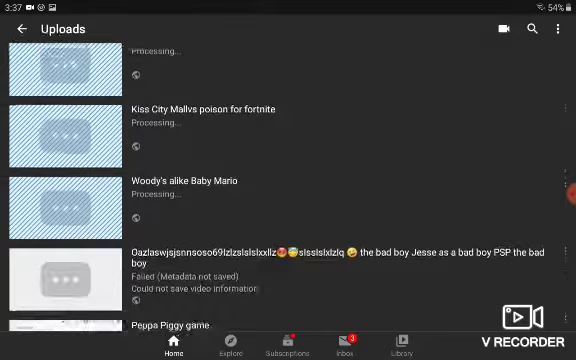 3:37
54%
Uploads
Processing...
Kiss City Mallvs poison for fortnite
Processing...
Woody's alike Baby Mario
Processing...
the bad boy Jesse as a bad boy PSP the bad
boy
Failed (Metadata not saved)
Could not save video information
Peppa Piggy game
V RECORDER
3
Home
Explore
Subscriptions
Inbox
Library